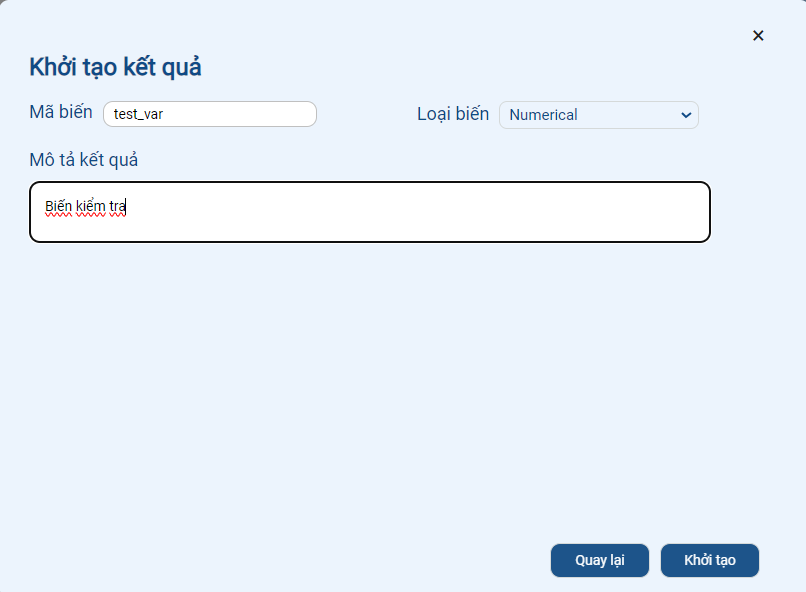 ×
Khởi tạo kết quả
Mã biến test_var Loại biến Numerical
Mô tả kết quả
Biến kiểm tra
Quay lại Khởi tạo